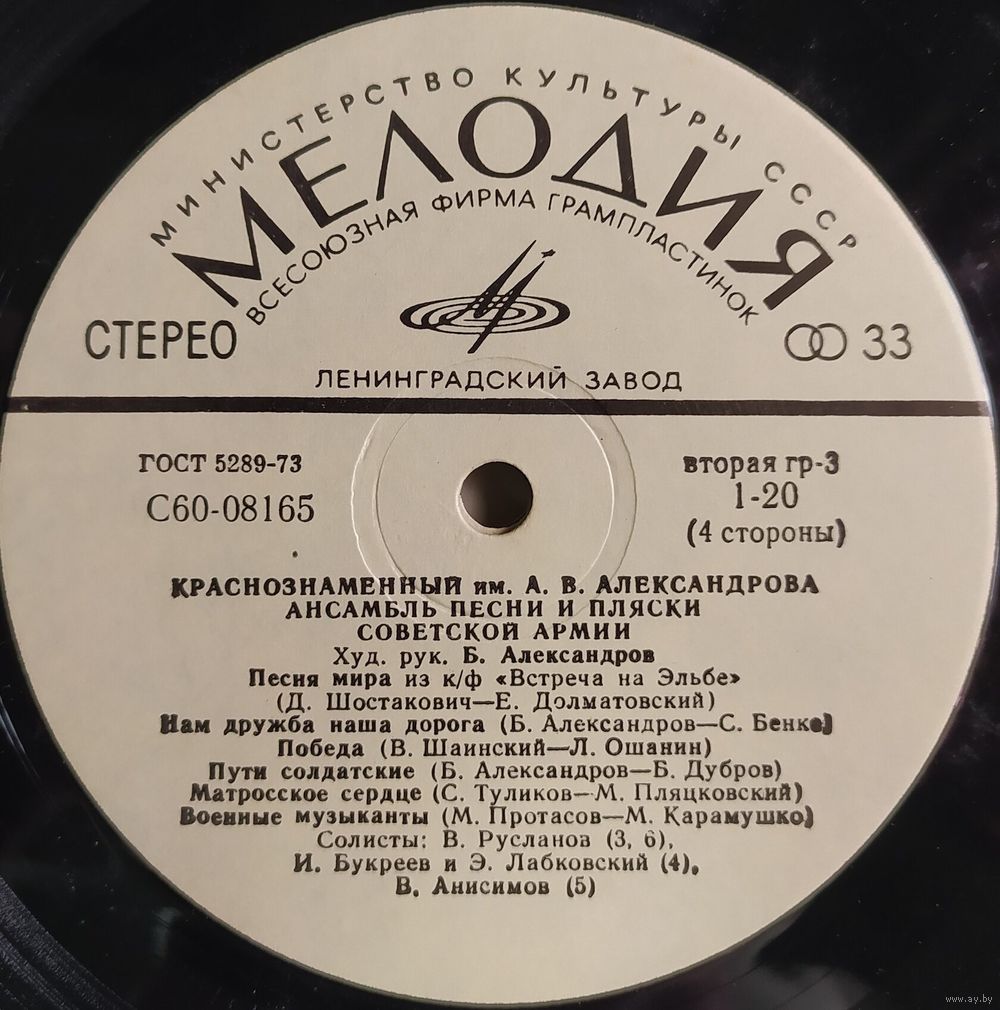 МИНИСТЕРСТВО КУЛЬТУРЫ СССР
МЕЛОДИЯ
ВСЕСОЮЗНАЯ ФИРМА ГРАМПЛАСТИНОК
СТЕРЕО
33
ЛЕНИНГРАДСКИЙ ЗАВОД
ГОСТ 5289-73
С60-08165
вторая гр-3
1-20
(4 стороны)
КРАСНОЗНАМЕННЫЙ им. А. В. АЛЕКСАНДРОВА
АНСАМБЛЬ ПЕСНИ И ПЛЯСКИ
СОВЕТСКОЙ АРМИИ
Худ. рук. Б. Александров
Песня мира из к/ф «Встреча на Эльбе»
(Д. Шостакович—Е. Долматовский)
Нам дружба наша дорога (Б. Александров—С. Бенке)
Победа (В. Шаинский—Л. Ошанин)
Пути солдатские (Б. Александров—Б. Дубров)
Матросское сердце (С. Туликов—М. Пляцковский)
Военные музыканты (М. Протасов—М. Карамушко)
Солисты: В. Русланов (3, 6),
И. Букреев и Э. Лабковский (4),
В. Анисимов (5)
www.ay.by